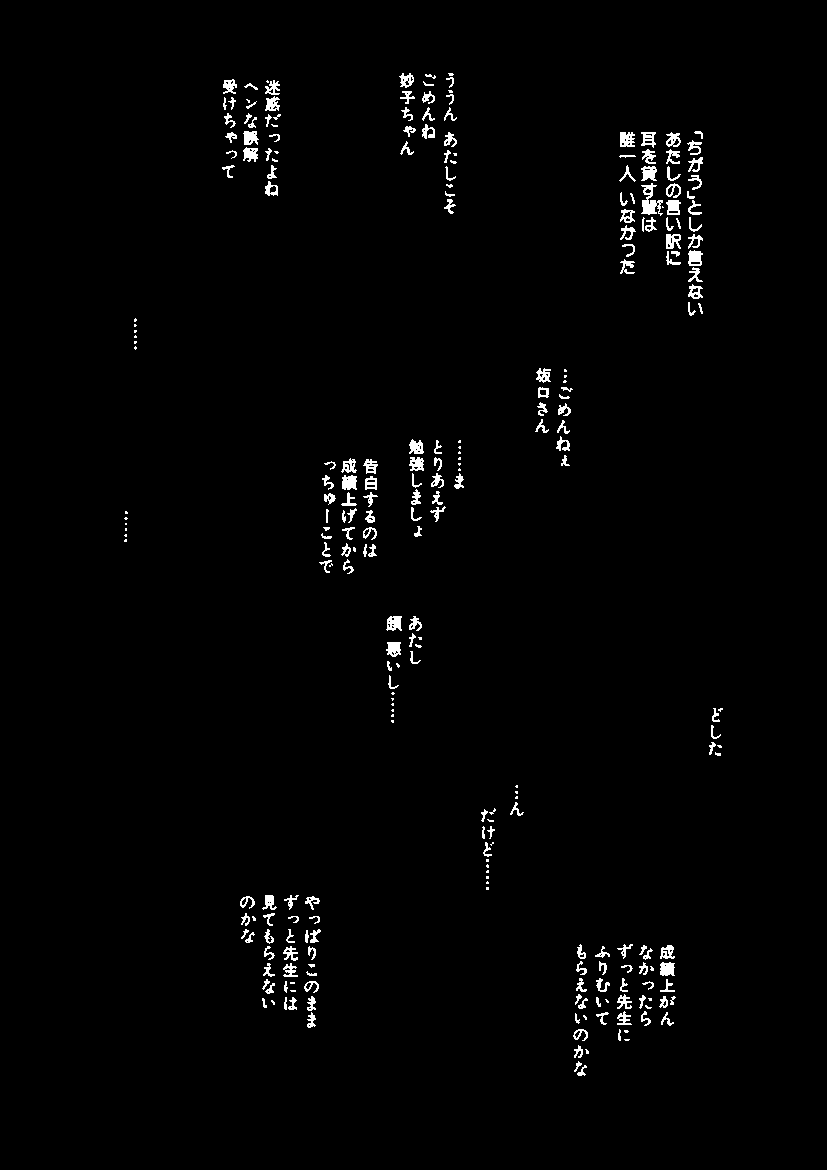 「ちがう」としか言えない
あたしの言い訳に
耳を貸す輩は
誰一人 いなかった
…ごめんねぇ
坂口さん
ううん あたしこそ
ごめんね
妙子ちゃん
迷惑だったよね
ヘンな誤解
受けちゃって
……
……ま
とりあえず
勉強しましょ
告白するのは
成績上げてから
っちゅーことで
……
あたし
頭 悪いし……
どした
…ん
だけど……
成績上がん
なかったら
ずっと先生に
ふりむいて
もらえないのかな
やっぱりこのまま
ずっと先生には
見てもらえない
のかな